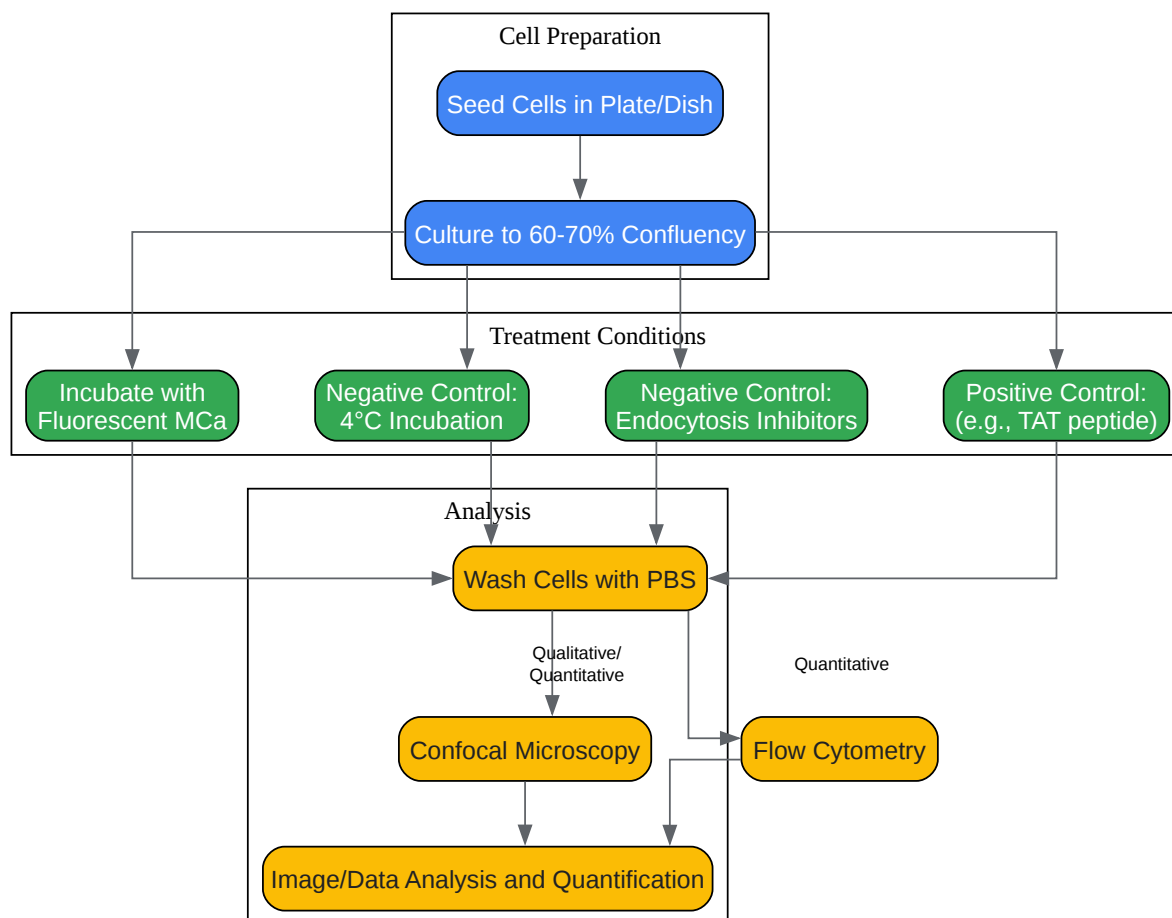 Cell Preparation
Seed Cells in Plate/Dish
Culture to 60-70% Confluency
Treatment Conditions
Incubate with
Fluorescent MCa
Negative Control:
4°C Incubation
Negative Control:
Endocytosis Inhibitors
Positive Control:
(e.g., TAT peptide)
Analysis
Wash Cells with PBS
Qualitative/
Quantitative
Quantitative
Confocal Microscopy
Flow Cytometry
Image/Data Analysis and Quantification